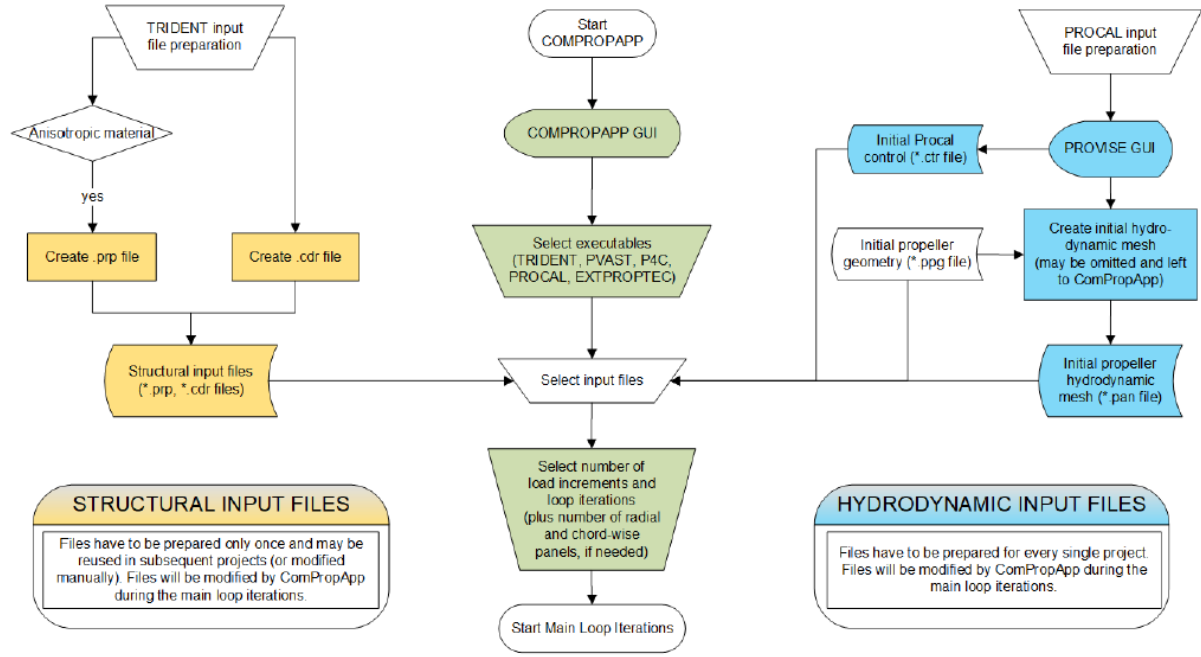 TRIDENT input
file preparation
Anisotropic material
yes
Create .prp file
Create .cdr file
Structural input files
(*.prp, *.cdr files)
Start
COMPROPAPP
COMPROPAPP GUI
Select executables
(TRIDENT, PVAST, P4C,
PROCAL, EXTPROPTEC)
Select input files
Select number of
load increments and
loop iterations
(plus number of radial
and chord-wise
panels, if needed)
Start Main Loop Iterations
PROCAL input
file preparation
PROVISE GUI
Initial Procal
control (*.ctr file)
Initial propeller
geometry (*.ppg file)
Create initial hydro-
dynamic mesh
(may be omitted and left
to ComPropApp)
Initial propeller
hydrodynamic
mesh (*.pan file)
STRUCTURAL INPUT FILES
Files have to be prepared only once and may be
reused in subsequent projects (or modified
manually). Files will be modified by ComPropApp
during the main loop iterations.
HYDRODYNAMIC INPUT FILES
Files have to be prepared for every single project.
Files will be modified by ComPropApp during the
main loop iterations.